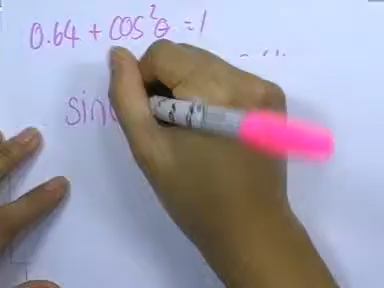 0.64 + cos²θ = 1
sin